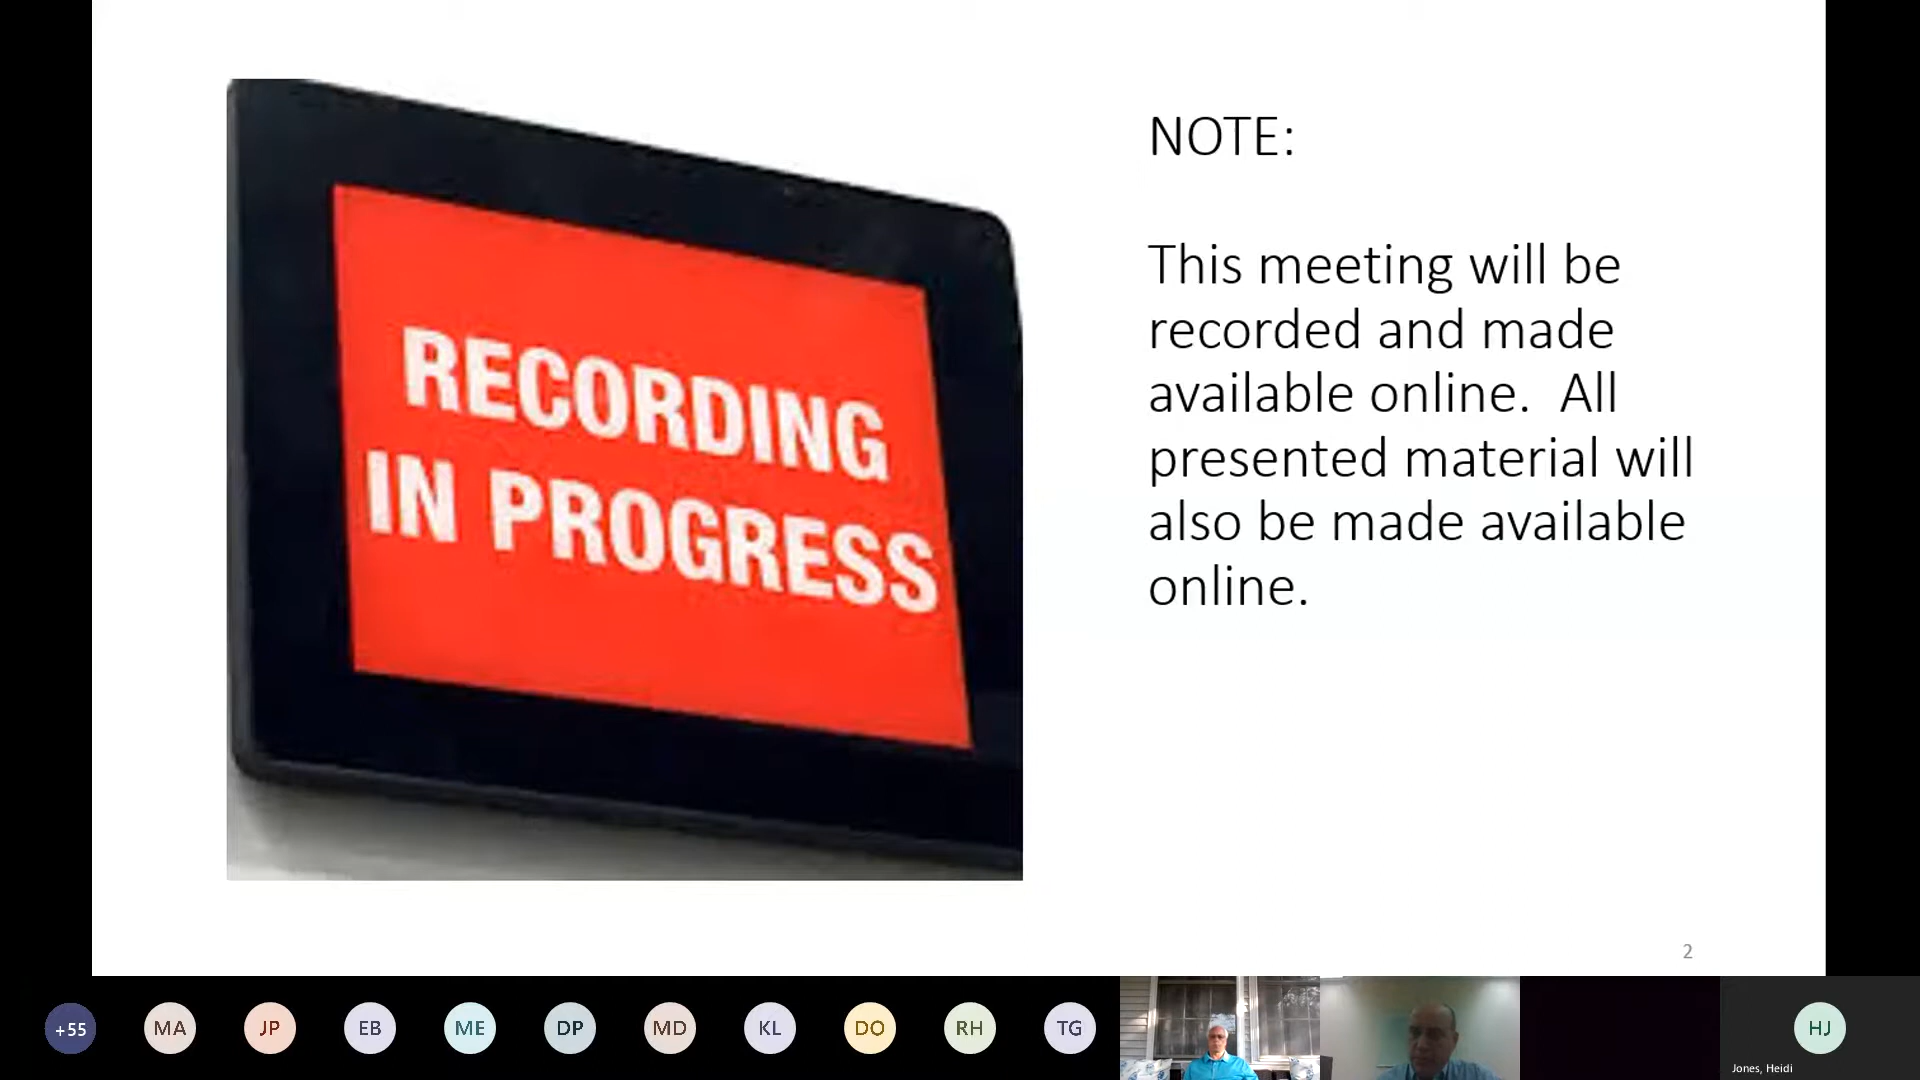 RECORDING
IN PROGRESS
NOTE:
This meeting will be
recorded and made
available online.  All
presented material will
also be made available
online.
2
+55
MA
JP
EB
ME
DP
MD
KL
DO
RH
TG
HJ
Jones, Heidi